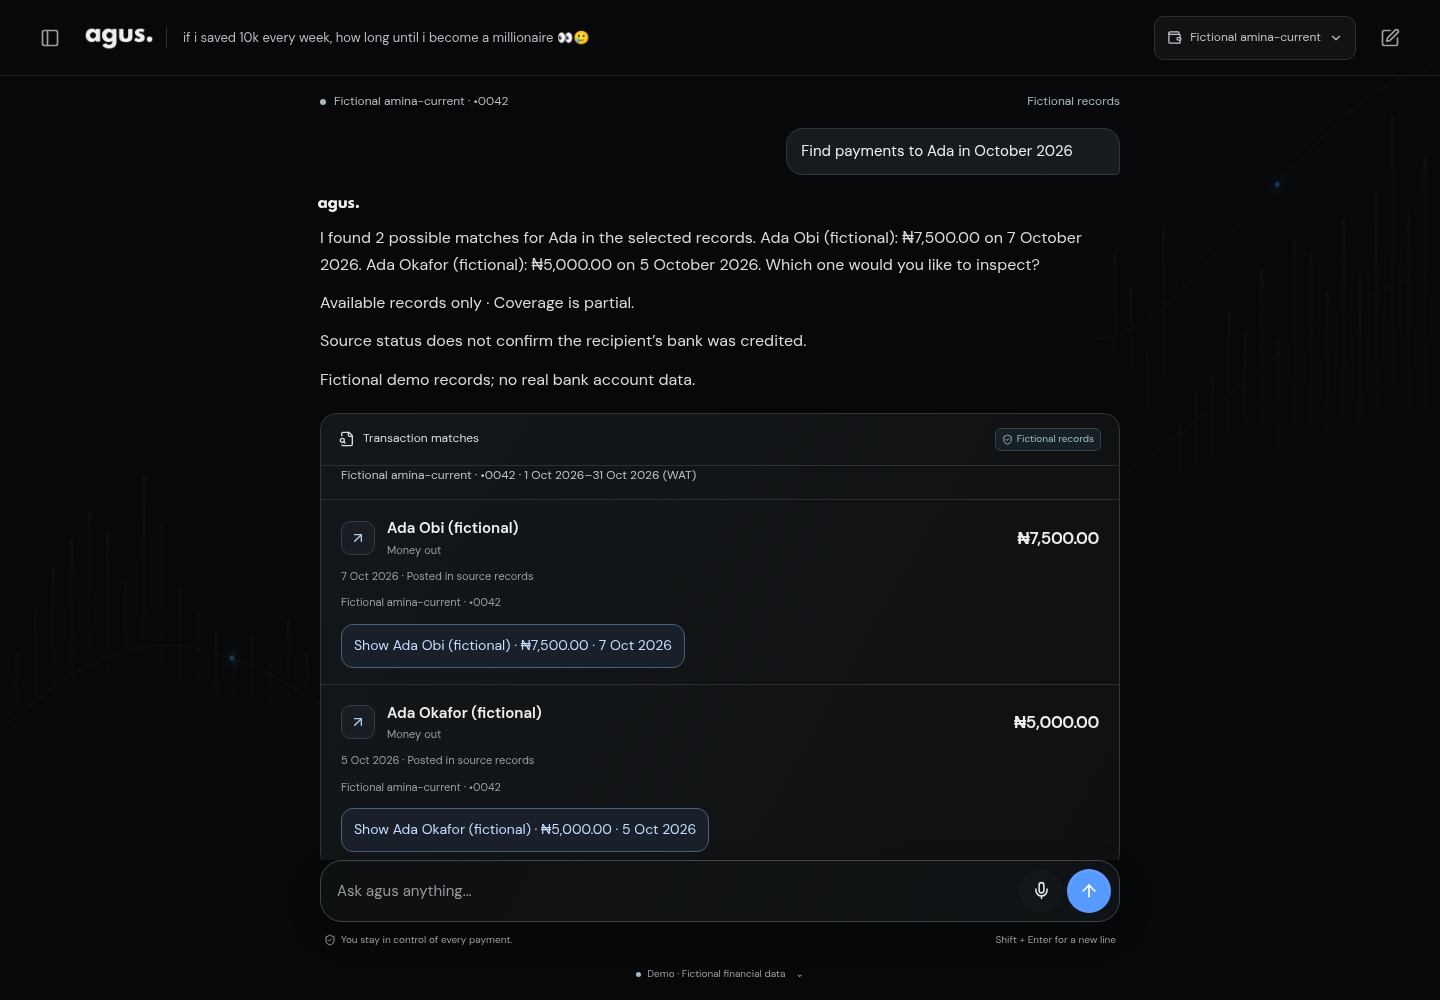 agus.
if i saved 10k every week, how long until i become a millionaire 👀🥲
Fictional amina-current
Fictional amina-current · •0042
Fictional records
Find payments to Ada in October 2026
agus.
I found 2 possible matches for Ada in the selected records. Ada Obi (fictional): ₦7,500.00 on 7 October
2026. Ada Okafor (fictional): ₦5,000.00 on 5 October 2026. Which one would you like to inspect?
Available records only · Coverage is partial.
Source status does not confirm the recipient’s bank was credited.
Fictional demo records; no real bank account data.
Transaction matches
Fictional records
Fictional amina-current · •0042 · 1 Oct 2026–31 Oct 2026 (WAT)
Ada Obi (fictional)
Money out
₦7,500.00
7 Oct 2026 · Posted in source records
Fictional amina-current · •0042
Show Ada Obi (fictional) · ₦7,500.00 · 7 Oct 2026
Ada Okafor (fictional)
Money out
₦5,000.00
5 Oct 2026 · Posted in source records
Fictional amina-current · •0042
Show Ada Okafor (fictional) · ₦5,000.00 · 5 Oct 2026
Ask agus anything...
You stay in control of every payment.
Shift + Enter for a new line
Demo · Fictional financial data